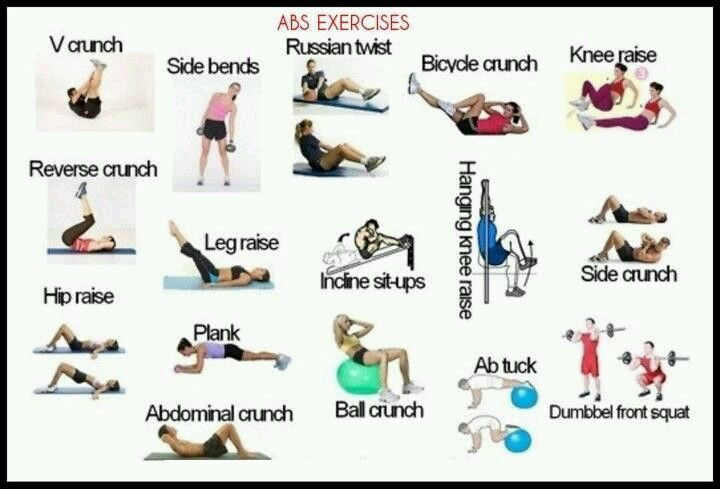 ABS EXERCISES
V crunch
Side bends
Russian twist
Bicycle crunch
Knee raise
3
Reverse crunch
Leg raise
Incline sit-ups
Hanging knee raise
Side crunch
Hip raise
Plank
Ball crunch
Ab tuck
Dumbbel front squat
Abdominal crunch